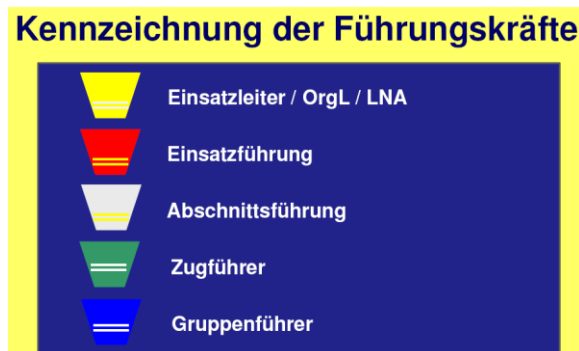 Kennzeichnung der Führungskräfte
Einsatzleiter / OrgL / LNA
Einsatzführung
Abschnittsführung
Zugführer
Gruppenführer